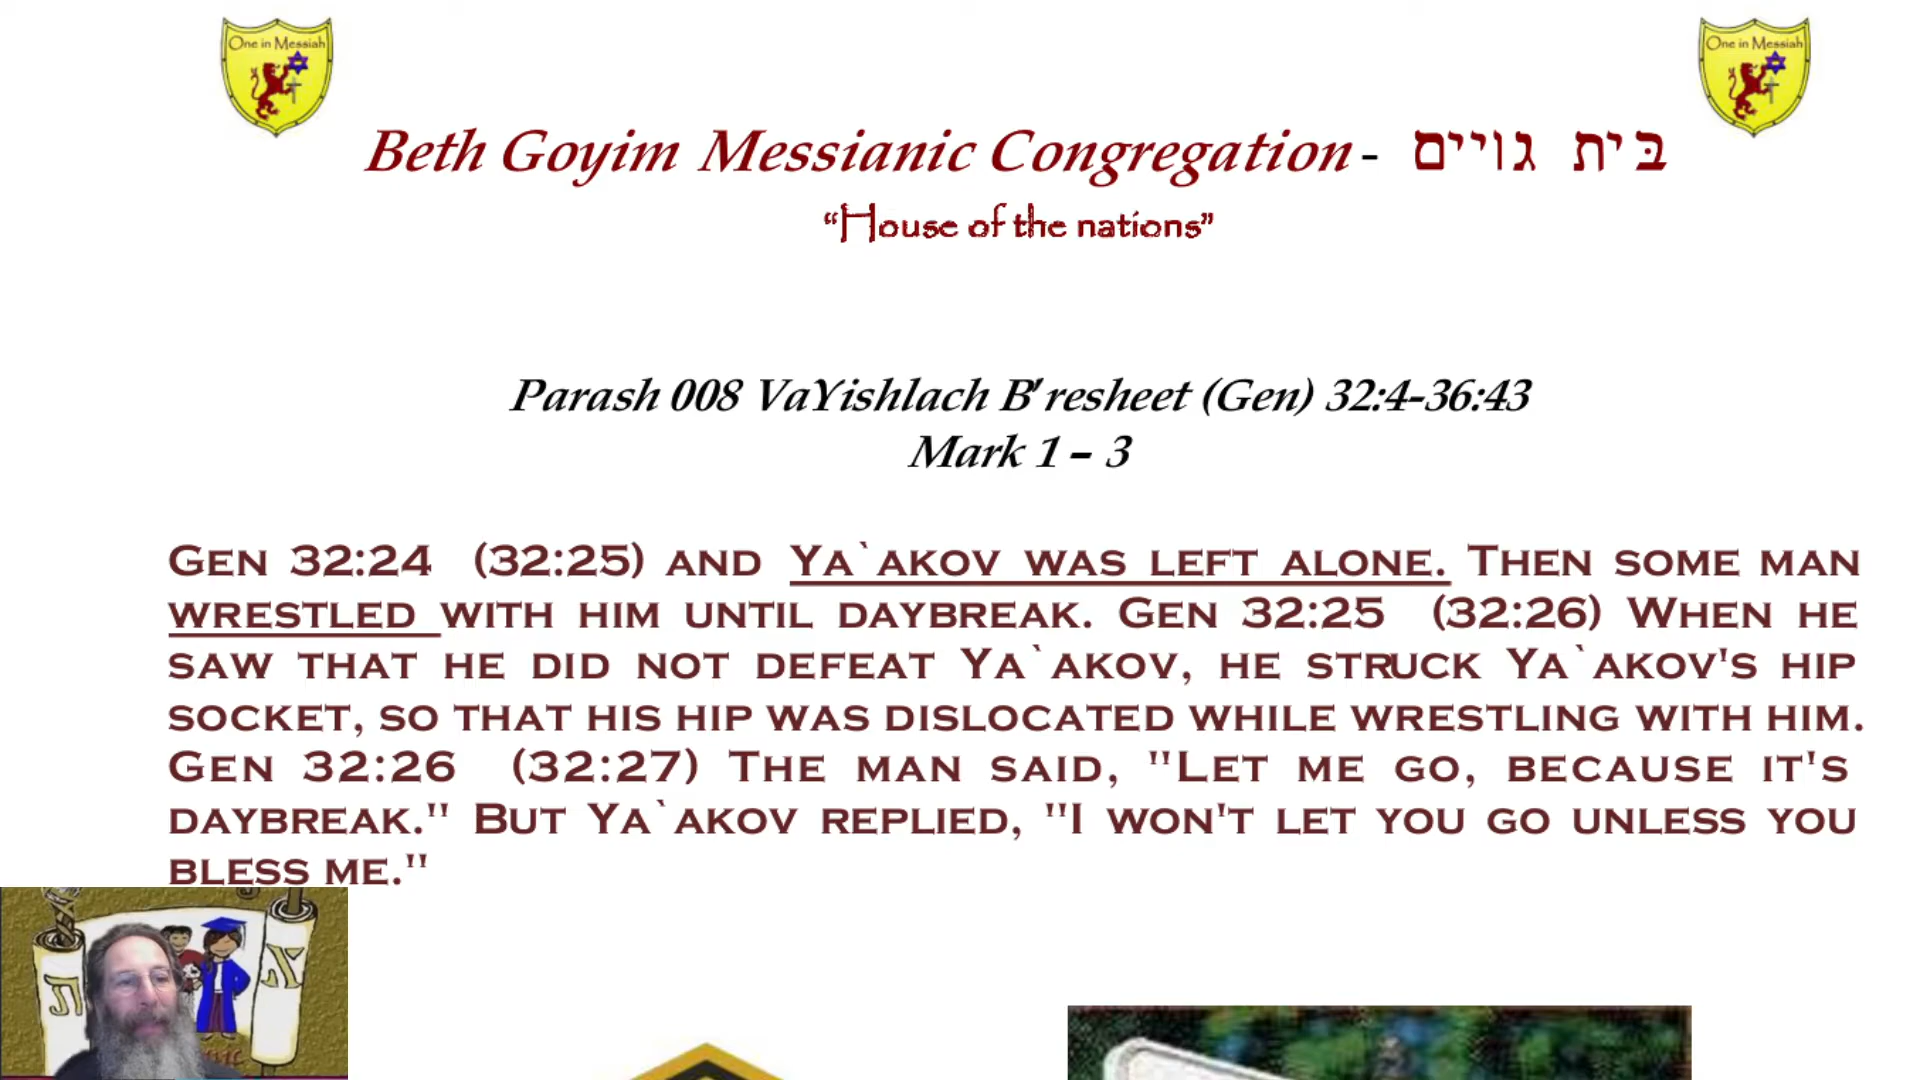 One in Messiah
One in Messiah
Beth Goyim Messianic Congregation - בּית גויים
“House of the nations”
Parash 008 VaYishlach B'resheet (Gen) 32:4-36:43
Mark 1 – 3
Gen 32:24 (32:25) and Ya`akov was left alone. Then some man
wrestled with him until daybreak. Gen 32:25 (32:26) When he
saw that he did not defeat Ya`akov, he struck Ya`akov's hip
socket, so that his hip was dislocated while wrestling with him.
Gen 32:26 (32:27) The man said, "Let me go, because it's
daybreak." But Ya`akov replied, "I won't let you go unless you
bless me."
ת
א